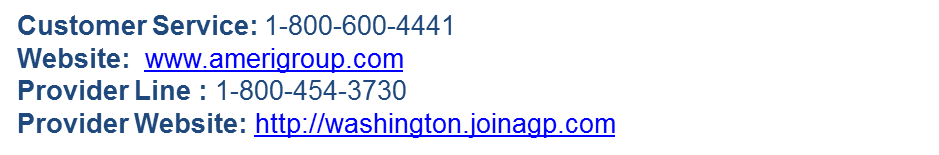 Customer Service: 1-800-600-4441
Website:  www.amerigroup.com
Provider Line : 1-800-454-3730
Provider Website: http://washington.joinagp.com